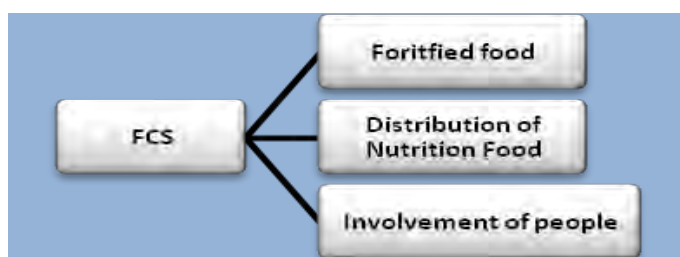 Foritfied food
FCS
Distribution of
Nutrition Food
Involvement of people